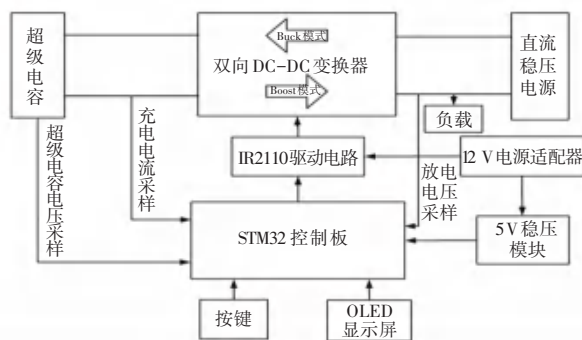 超级电容
Buck模式
双向DC-DC变换器
Boost模式
直流稳压电源
负载
超级电容电压采样
充电电流采样
IR2110驱动电路
放电电压采样
12 V电源适配器
STM32控制板
5V稳压
模块
按键
OLED
显示屏